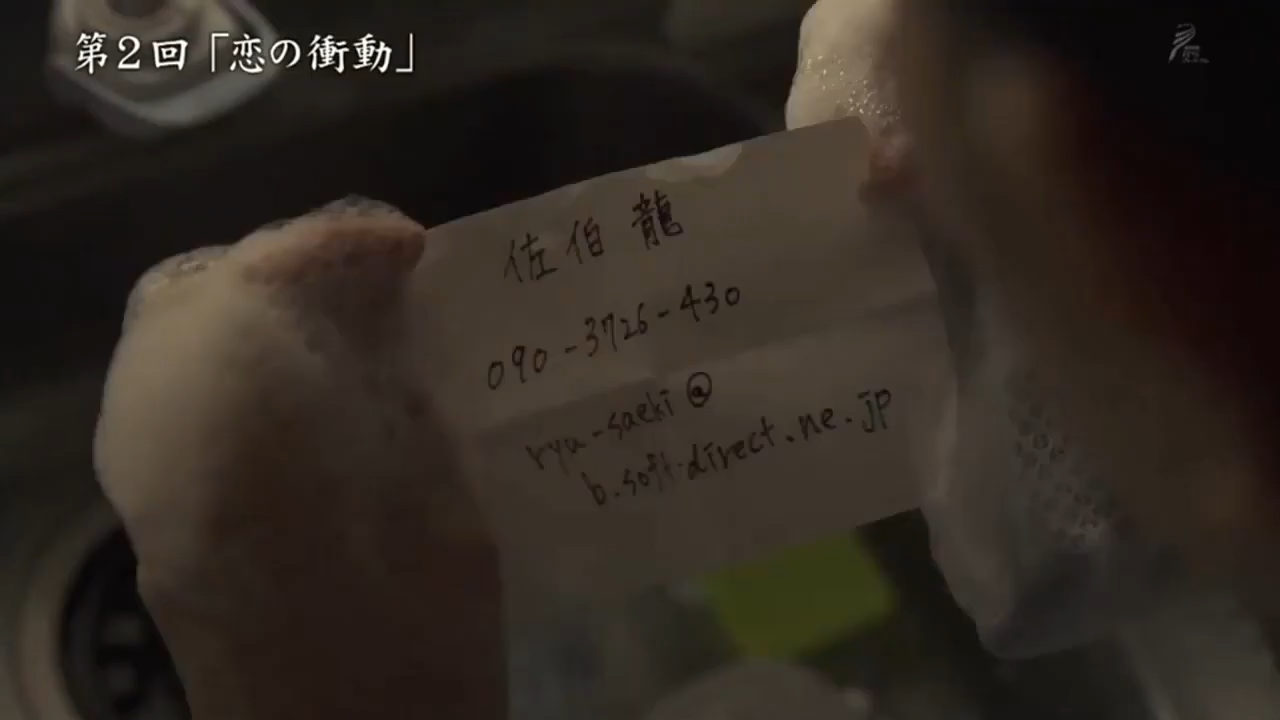 第2回「恋の衝動」
佐伯 龍
090-3726-430
ryu-saeki@
b.soft-direct.ne.jp